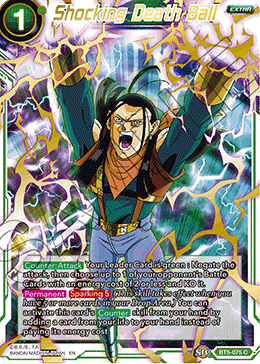 1
Shocking Death Ball
EXTRA
Counter:Attack Your Leader Card is green : Negate the
attack, then choose up to 1 of your opponent's Battle
Cards with an energy cost of 2 or less and KO it.
Permanent Sparking 5: (This skill takes effect when you
have 5 or more cards in your Drop Area.) You can
activate this card's Counter skill from your hand by
adding a card from your life to your hand instead of
paying its energy cost.
BANDAI
EN
BT5-075 C